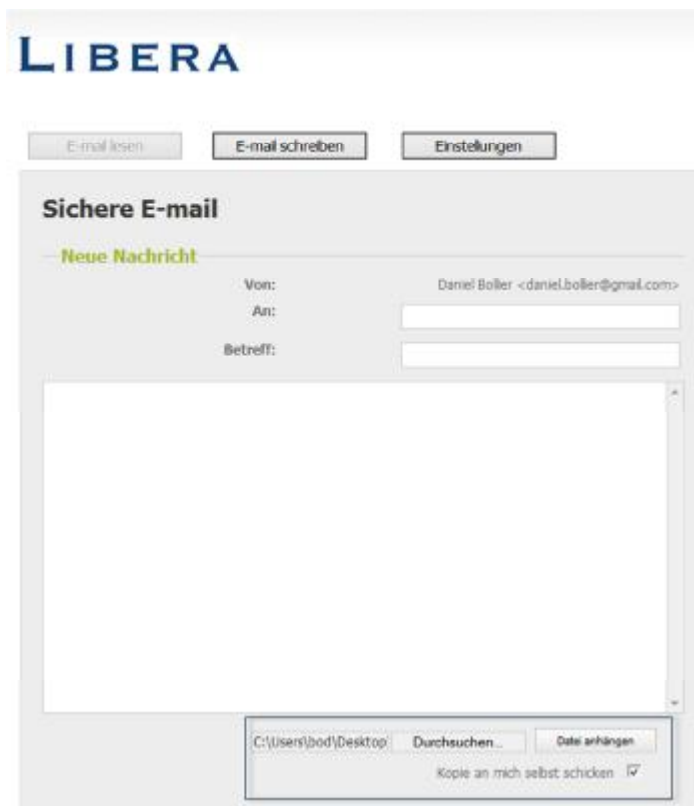 LIBERA
E-mail lesen E-mail schreiben Einstellungen
Sichere E-mail
Neue Nachricht
Von: Daniel Boller <daniel.boller@gmail.com>
An:
Betreff:
C:\Users\bod\Desktop Durchsuchen... Datei anhängen
Kopie an mich selbst schicken